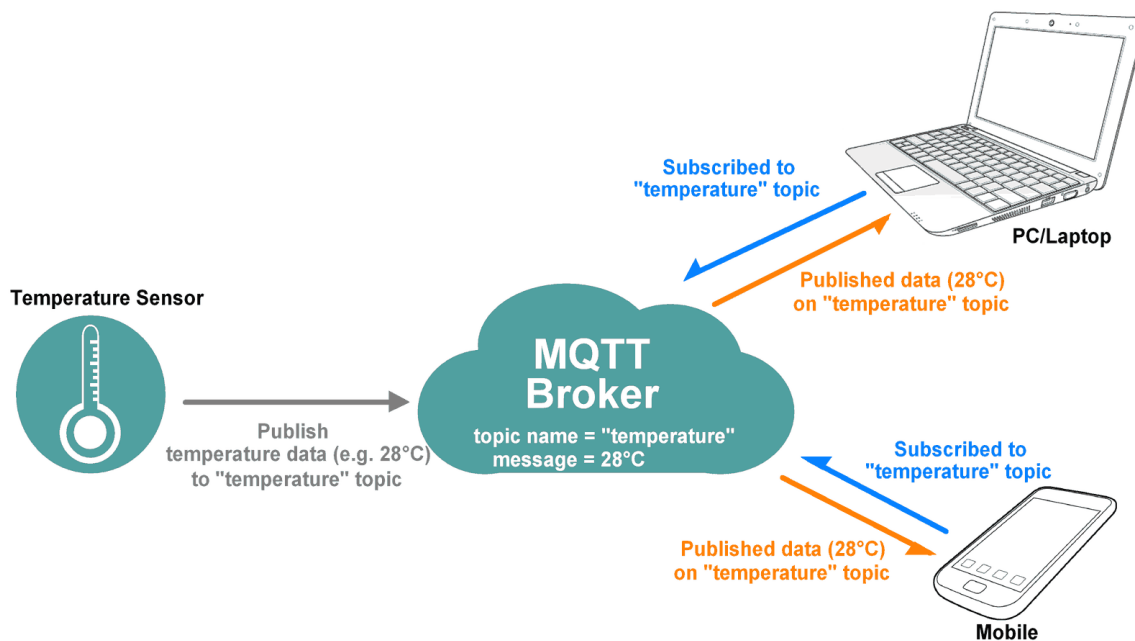 Temperature Sensor
Publish
temperature data (e.g. 28°C)
to "temperature" topic
MQTT
Broker
topic name = "temperature"
message = 28°C
Subscribed to
"temperature" topic
Published data (28°C)
on "temperature" topic
PC/Laptop
Subscribed to
"temperature" topic
Published data (28°C)
on "temperature" topic
Mobile